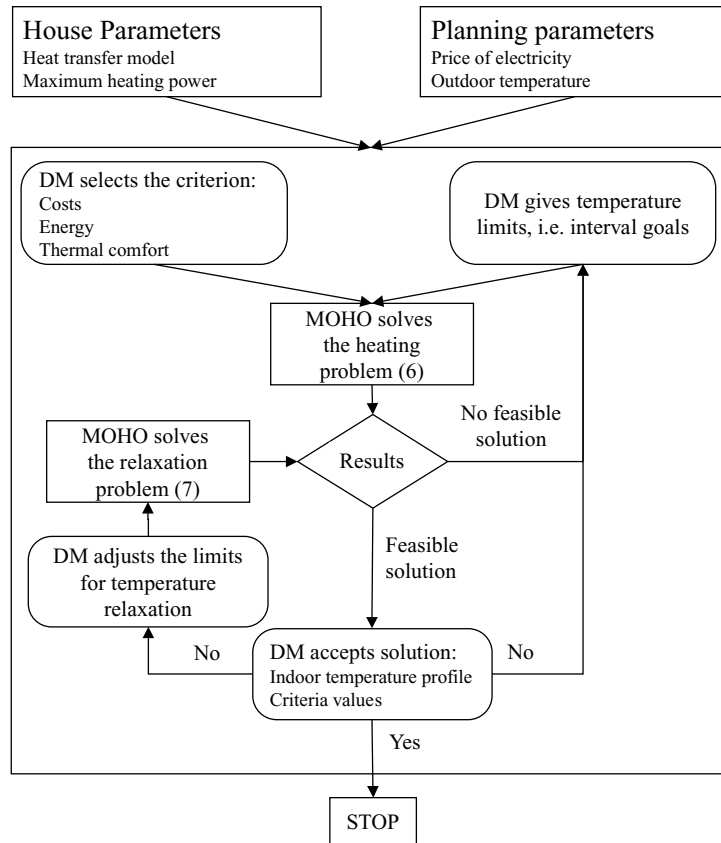 House Parameters
Heat transfer model
Maximum heating power
Planning parameters
Price of electricity
Outdoor temperature
DM selects the criterion:
Costs
Energy
Thermal comfort
DM gives temperature
limits, i.e. interval goals
MOHO solves
the heating
problem (6)
No feasible
solution
MOHO solves
the relaxation
problem (7)
Results
Feasible
solution
DM adjusts the limits
for temperature
relaxation
No
DM accepts solution:
Indoor temperature profile
Criteria values
No
Yes
STOP